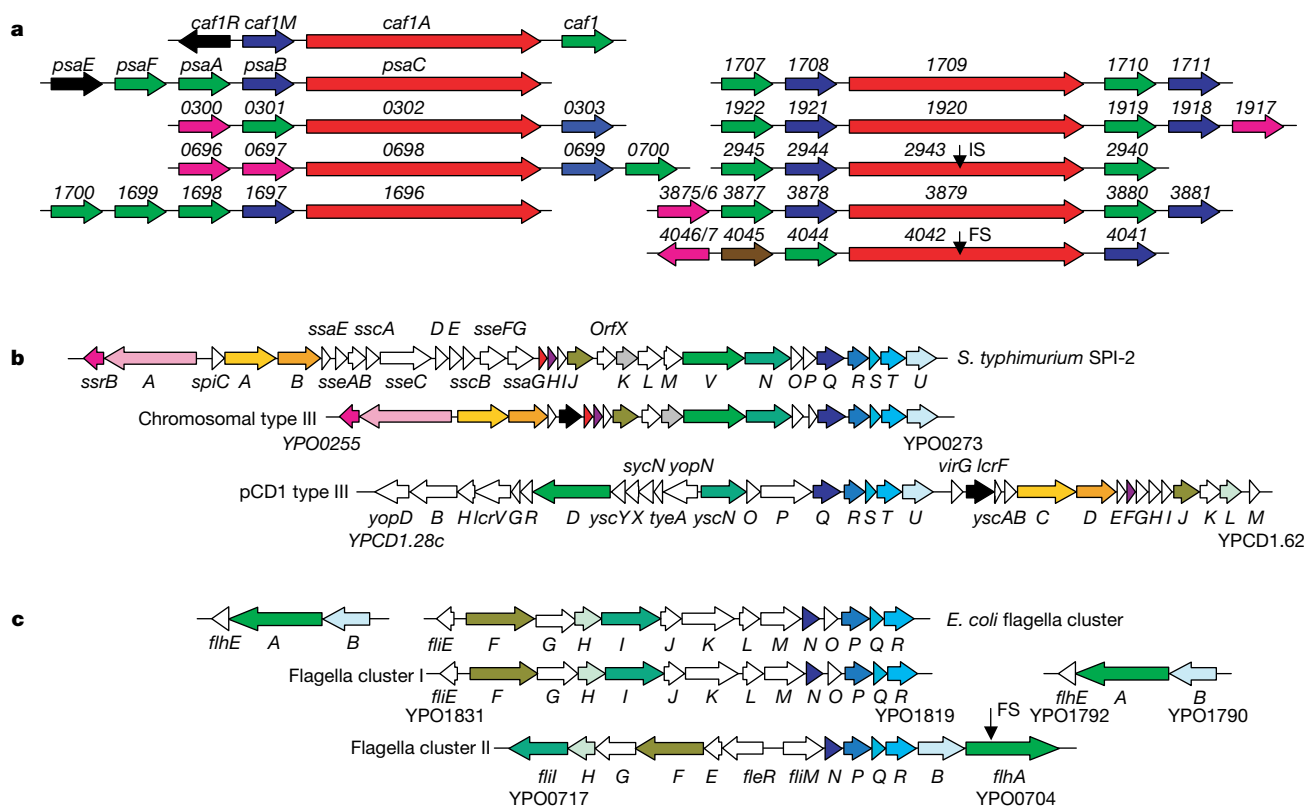 a
caf1R caf1M caf1A caf1
psaE psaF psaA psaB psaC 1707 1708 1709 1710 1711
0300 0301 0302 0303 1922 1921 1920 1919 1918 1917
0696 0697 0698 0699 0700 2945 2944 2943 IS 2940
1700 1699 1698 1697 1696 3875/6 3877 3878 3879 3880 3881
4046/7 4045 4044 4042 FS 4041
b
ssaE sscA D E sseFG OrfX
S. typhimurium SPI-2
ssrB A spiC A B sseAB sseC sscB ssaG H I J K L M V N O P Q R S T U
Chromosomal type III
YPO0255 YPO0273
sycN yopN virG lcrF
pCD1 type III
yopD B H lcrV G R D yscY X tyeA yscN O P Q R S T U yscAB C D E F G H I J K L M
YPCD1.28c YPCD1.62
c
E. coli flagella cluster
flhE A B fliE F G H I J K L M N O P Q R
Flagella cluster I
fliE F G H I J K L M N O P Q R flhE A B
YPO1831 YPO1819 YPO1792 YPO1790
FS
Flagella cluster II
fliI H G F E fleR fliM N P Q R B flhA
YPO0717 YPO0704